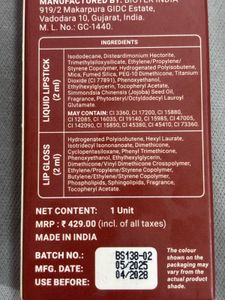 MANUFACTURED BY: BIOTEK INDIA
919/2 Makarpura GIDC Estate,
Vadodara 10, Gujarat, India.
M. L. No.: GC-1440.
INGREDIENTS
LIQUID LIPSTICK
(2 ml)
Isododecane, Disteardimonium Hectorite,
Trimethylsiloxysilicate, Ethylene/Propylene/
Styrene Copolymer, Hydrogenated Polyisobutene,
Mica, Fumed Silica, PEG-10 Dimethicone, Titanium
Dioxide (CI 77891), Phenoxyethanol,
Ethylhexylglycerin, Tocopheryl Acetate,
Simmondsia Chinensis (Jojoba) Seed Oil,
Fragrance, Phytosteryl/Octyldodecyl Lauroyl
Glutamate.
MAY CONTAIN: CI 3360, CI 17200, CI 15880,
CI 12085, CI 16035, CI 19140, CI 15985, CI 47005,
CI 142090, CI 15850, CI 45380, CI 45410, CI 73360.
LIP GLOSS
(2 ml)
Hydrogenated Polyisobutene, Hexyl Laurate,
Isotridecyl Isononanoate, Dimethicone,
Cyclopentasiloxane, Phenyl Trimethicone,
Phenoxyethanol, Ethylhexylglycerin,
Dimethicone/Vinyl Dimethicone Crosspolymer,
Ethylene/Propylene/Styrene Copolymer,
Butylene/Ethylene/Styrene Copolymer,
Phospholipids, Sphingolipids, Fragrance,
Tocopheryl Acetate.
NET CONTENT: 1 Unit
MRP : ₹ 429.00 (incl. of all taxes)
MADE IN INDIA
BATCH NO.: BS138-02
MFG. DATE: 05/2025
USE BEFORE: 04/2028
The colour
shown on the
packaging may
vary from the
actual product.